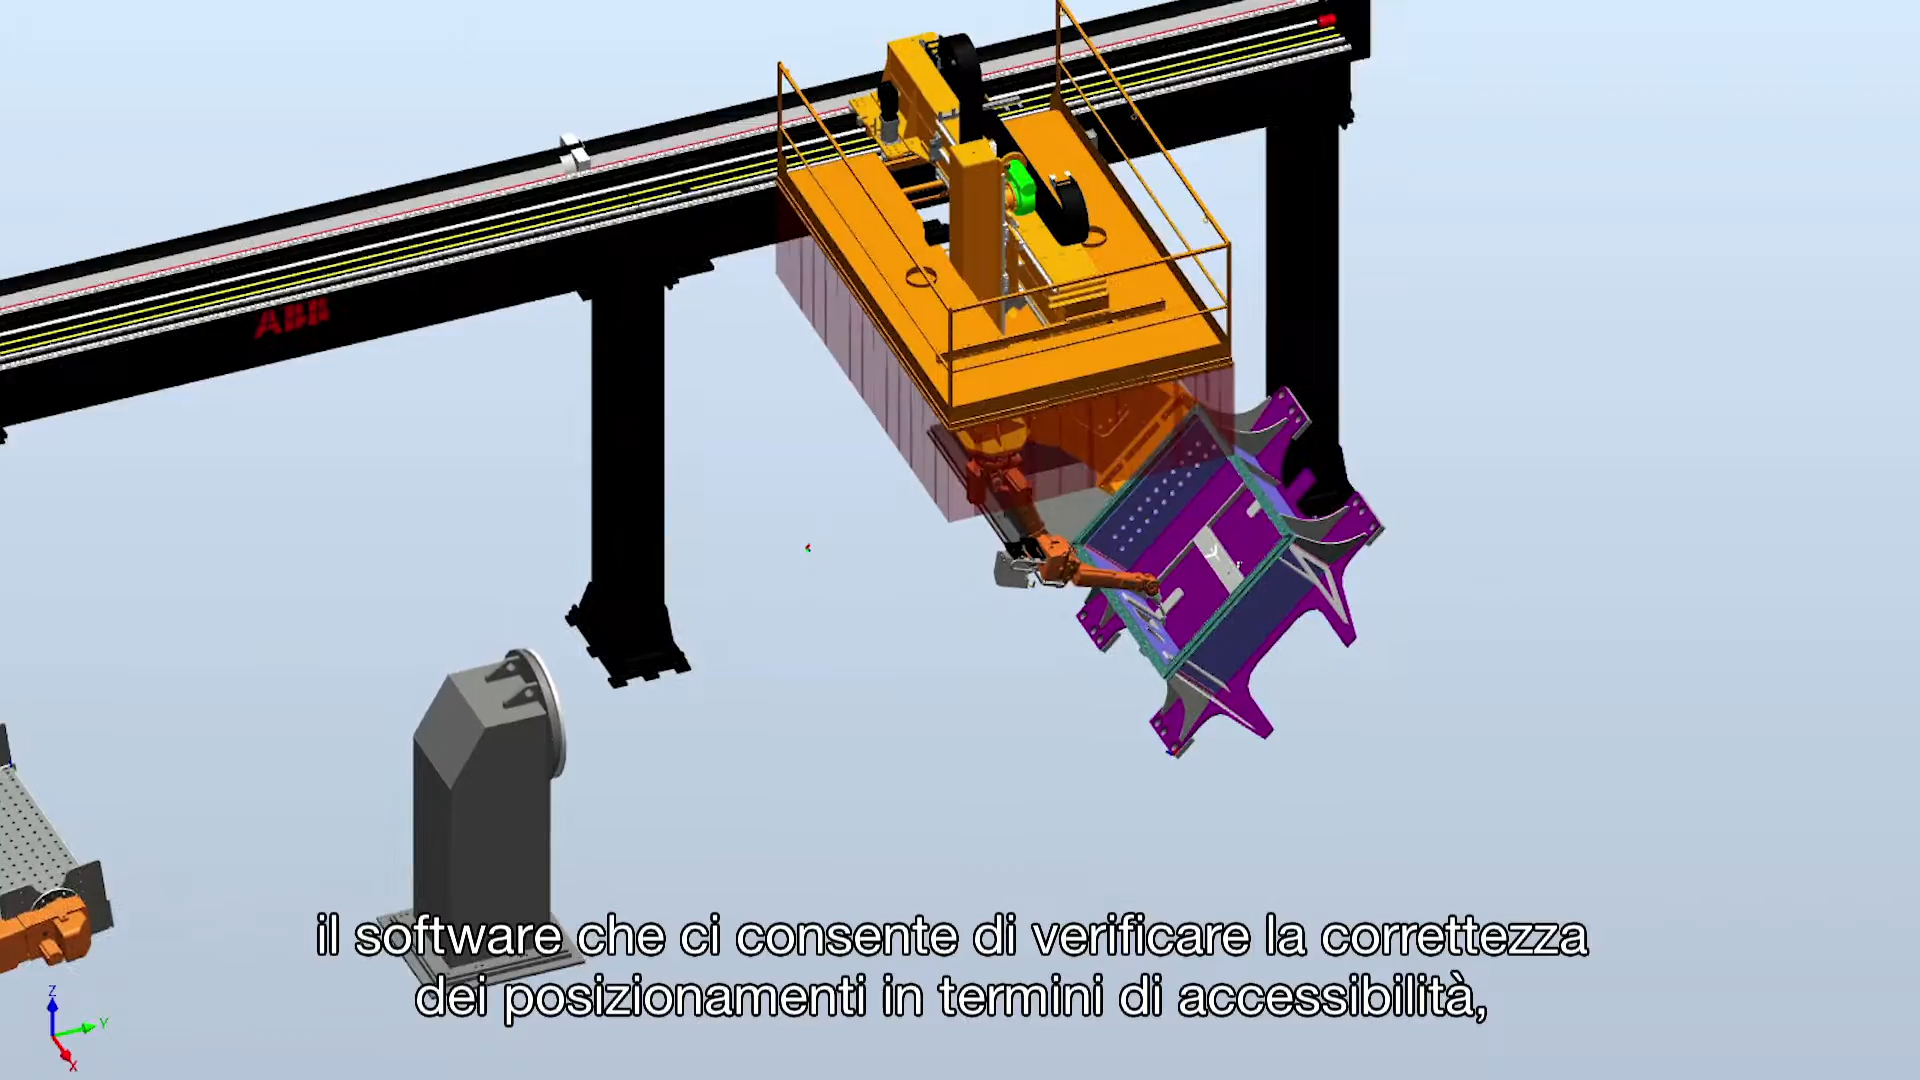 ABB
il software che ci consente di verificare la correttezza
dei posizionamenti in termini di accessibilità,
Z
Y
X